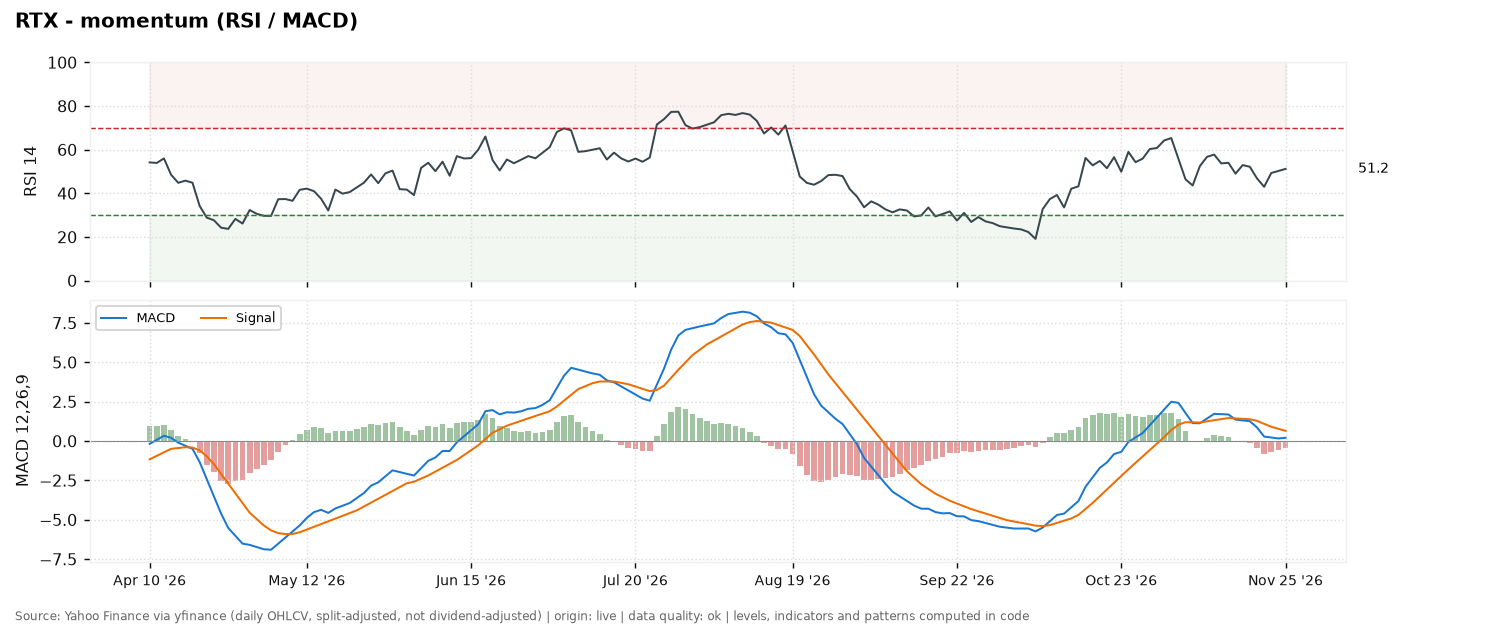 RTX - momentum (RSI / MACD)
100
80
60
40
20
0
RSI 14
51.2
MACD
Signal
7.5
5.0
2.5
0.0
−2.5
−5.0
−7.5
MACD 12,26,9
Apr 10 '26
May 12 '26
Jun 15 '26
Jul 20 '26
Aug 19 '26
Sep 22 '26
Oct 23 '26
Nov 25 '26
Source: Yahoo Finance via yfinance (daily OHLCV, split-adjusted, not dividend-adjusted) | origin: live | data quality: ok | levels, indicators and patterns computed in code